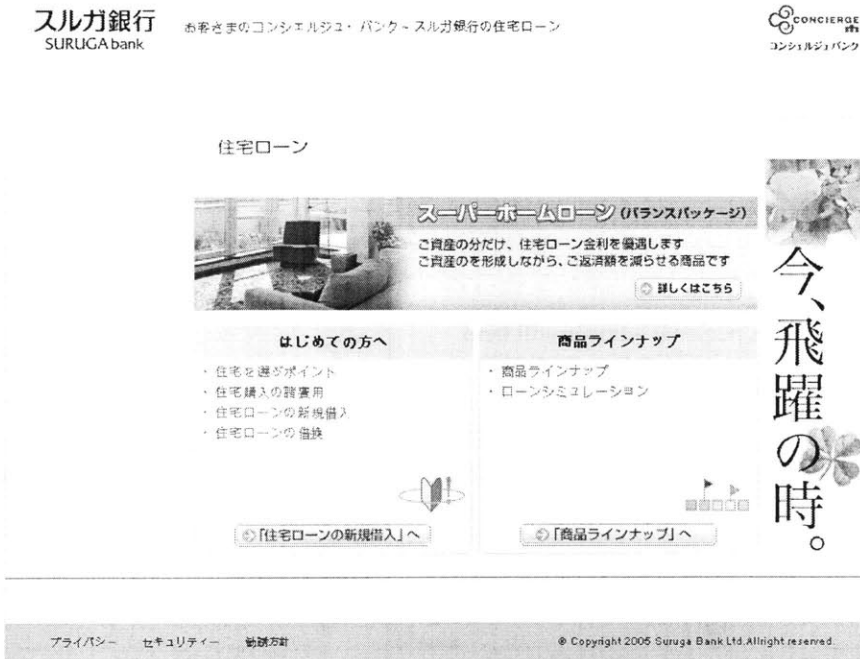 スルガ銀行
SURUGA bank
お客さまのコンシェルジュ・バンク～スルガ銀行の住宅ローン
CONCIERGE
コンシェルジュバンク
住宅ローン
スーパーホームローン (バランスパッケージ)
ご資産の分だけ、住宅ローン金利を優遇します
ご資産のを形成しながら、ご返済額を減らせる商品です
詳しくはこちら
はじめての方へ
・住宅を選ぶポイント
・住宅購入の諸費用
・住宅ローンの新規借入
・住宅ローンの借換
「住宅ローンの新規借入」へ
商品ラインナップ
・商品ラインナップ
・ローンシミュレーション
「商品ラインナップ」へ
今、飛躍の時。
プライバシー セキュリティー 勧誘方針
© Copyright 2005 Suruga Bank Ltd.Allright reserved.